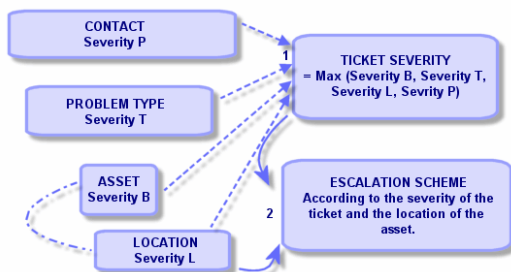 CONTACT
Severity P
1
TICKET SEVERITY
= Max (Severity B, Severity T,
Severity L, Sevrity P)
PROBLEM TYPE
Severity T
ASSET
Severity B
2
ESCALATION SCHEME
According to the severity of the
ticket and the location of the
asset.
LOCATION
Severity L